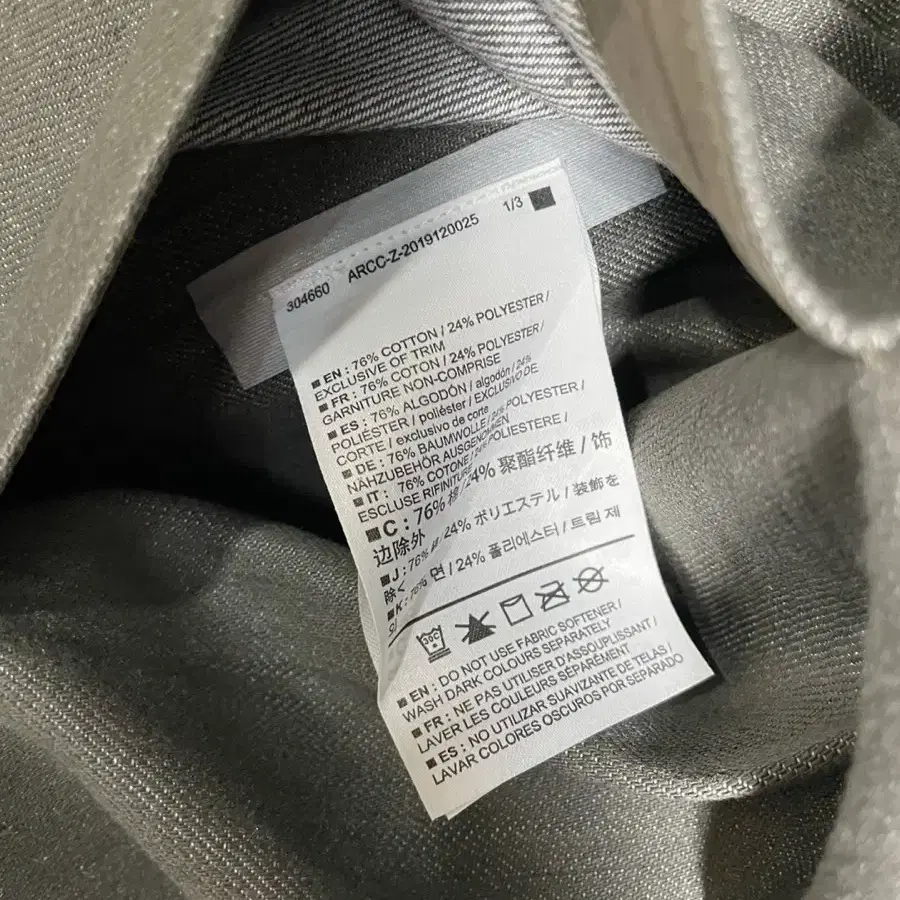 304660 ARCC-Z-2019120025 1/3
EN : 76% COTTON / 24% POLYESTER /
EXCLUSIVE OF TRIM
FR : 76% COTON / 24% POLYESTER /
GARNITURE NON-COMPRISE
ES : 76% ALGODÓN / algodón / 24%
POLIÉSTER / poliéster / EXCLUSIVO DE
CORTE / exclusivo de corte
DE : 76% BAUMWOLLE / 24% POLYESTER /
NÄHZUBEHÖR AUSGENOMMEN
IT : 76% COTONE / 24% POLIESTERE /
ESCLUSE RIFINITURE
C : 76% 棉 / 24% 聚酯纤维 / 饰
边除外
J : 76% 綿 / 24% ポリエステル / 装飾を
除く
K : 76% 면 / 24% 폴리에스터 / 트림 제
30C
EN : DO NOT USE FABRIC SOFTENER /
WASH DARK COLOURS SEPARATELY
FR : NE PAS UTILISER D'ASSOUPLISSANT /
LAVER LES COULEURS SÉPARÉMENT
ES : NO UTILIZAR SUAVIZANTE DE TELAS /
LAVAR COLORES OSCUROS POR SEPARADO